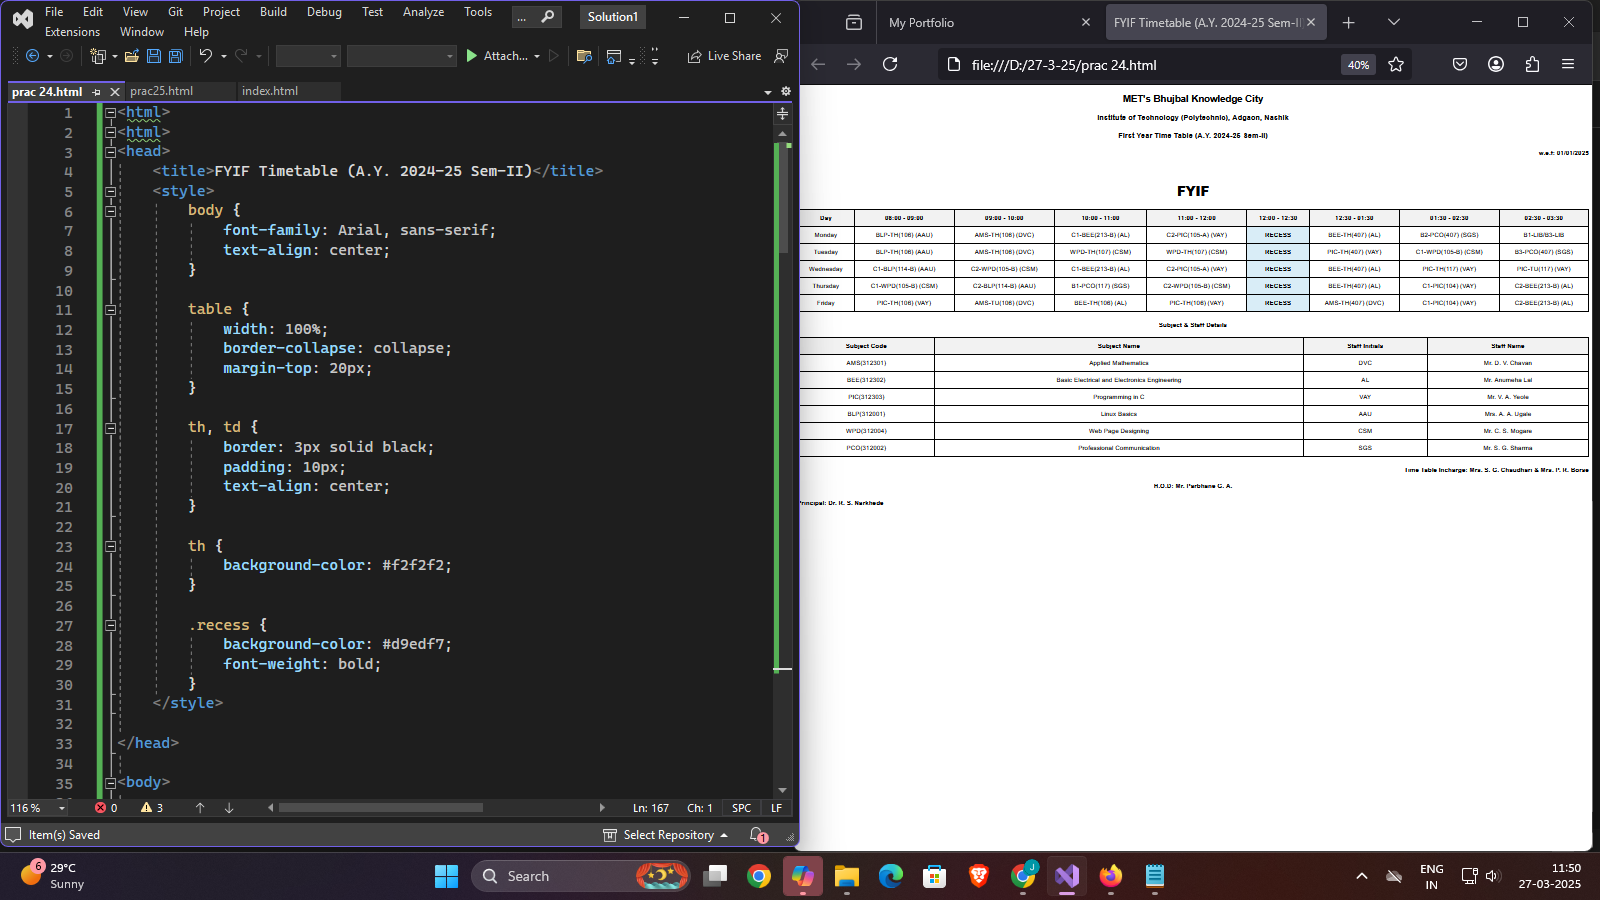 File Edit View Git Project Build Debug Test Analyze Tools ... Solution1
Extensions Window Help
Attach... Live Share
prac 24.html prac25.html index.html
1 <html>
2 <html>
3 <head>
4 <title>FYIF Timetable (A.Y. 2024-25 Sem-II)</title>
5 <style>
6 body {
7 font-family: Arial, sans-serif;
8 text-align: center;
9 }
10
11 table {
12 width: 100%;
13 border-collapse: collapse;
14 margin-top: 20px;
15 }
16
17 th, td {
18 border: 3px solid black;
19 padding: 10px;
20 text-align: center;
21 }
22
23 th {
24 background-color: #f2f2f2;
25 }
26
27 .recess {
28 background-color: #d9edf7;
29 font-weight: bold;
30 }
31 </style>
32
33 </head>
34
35 <body>
116 % 0 3 Ln: 167 Ch: 1 SPC LF
Item(s) Saved Select Repository 1
My Portfolio FYIF Timetable (A.Y. 2024-25 Sem-I
file:///D:/27-3-25/prac 24.html 40%
MET's Bhujbal Knowledge City
Institute of Technology (Polytechnic), Adgaon, Nashik
First Year Time Table (A.Y. 2024-25 Sem-II)
w.e.f: 01/01/2025
FYIF
Day 08:00 - 09:00 09:00 - 10:00 10:00 - 11:00 11:00 - 12:00 12:00 - 12:30 12:30 - 01:30 01:30 - 02:30 02:30 - 03:30
Monday BLP-TH(106) (AAU) AMS-TH(106) (DVC) C1-BEE(213-B) (AL) C2-PIC(105-A) (VAY) RECESS BEE-TH(407) (AL) B2-PCO(407) (SGS) B1-LIB/B3-LIB
Tuesday BLP-TH(106) (AAU) AMS-TH(106) (DVC) WPD-TH(107) (CSM) WPD-TH(107) (CSM) RECESS PIC-TH(407) (VAY) C1-WPD(105-B) (CSM) B3-PCO(407) (SGS)
Wednesday C1-BLP(114-B) (AAU) C2-WPD(105-B) (CSM) C1-BEE(213-B) (AL) C2-PIC(105-A) (VAY) RECESS BEE-TH(407) (AL) PIC-TH(117) (VAY) PIC-TU(117) (VAY)
Thursday C1-WPD(105-B) (CSM) C2-BLP(114-B) (AAU) B1-PCO(117) (SGS) C2-WPD(105-B) (CSM) RECESS BEE-TH(407) (AL) C1-PIC(104) (VAY) C2-BEE(213-B) (AL)
Friday PIC-TH(106) (VAY) AMS-TU(106) (DVC) BEE-TH(106) (AL) PIC-TH(106) (VAY) RECESS AMS-TH(407) (DVC) C1-PIC(104) (VAY) C2-BEE(213-B) (AL)
Subject & Staff Details
Subject Code Subject Name Staff Initials Staff Name
AMS(312301) Applied Mathematics DVC Mr. D. V. Chavan
BEE(312302) Basic Electrical and Electronics Engineering AL Mr. Anumeha Lal
PIC(312303) Programming in C VAY Mr. V. A. Yeole
BLP(312001) Linux Basics AAU Mrs. A. A. Ugale
WPD(312004) Web Page Designing CSM Mr. C. S. Mogare
PCO(312002) Professional Communication SGS Mr. S. G. Sharma
Time Table Incharge: Mrs. S. G. Chaudhari & Mrs. P. R. Borse
H.O.D: Mr. Parbhane G. A.
Principal: Dr. R. S. Narkhede
6 29°C
Sunny
Search
J
ENG
IN
11:50
27-03-2025